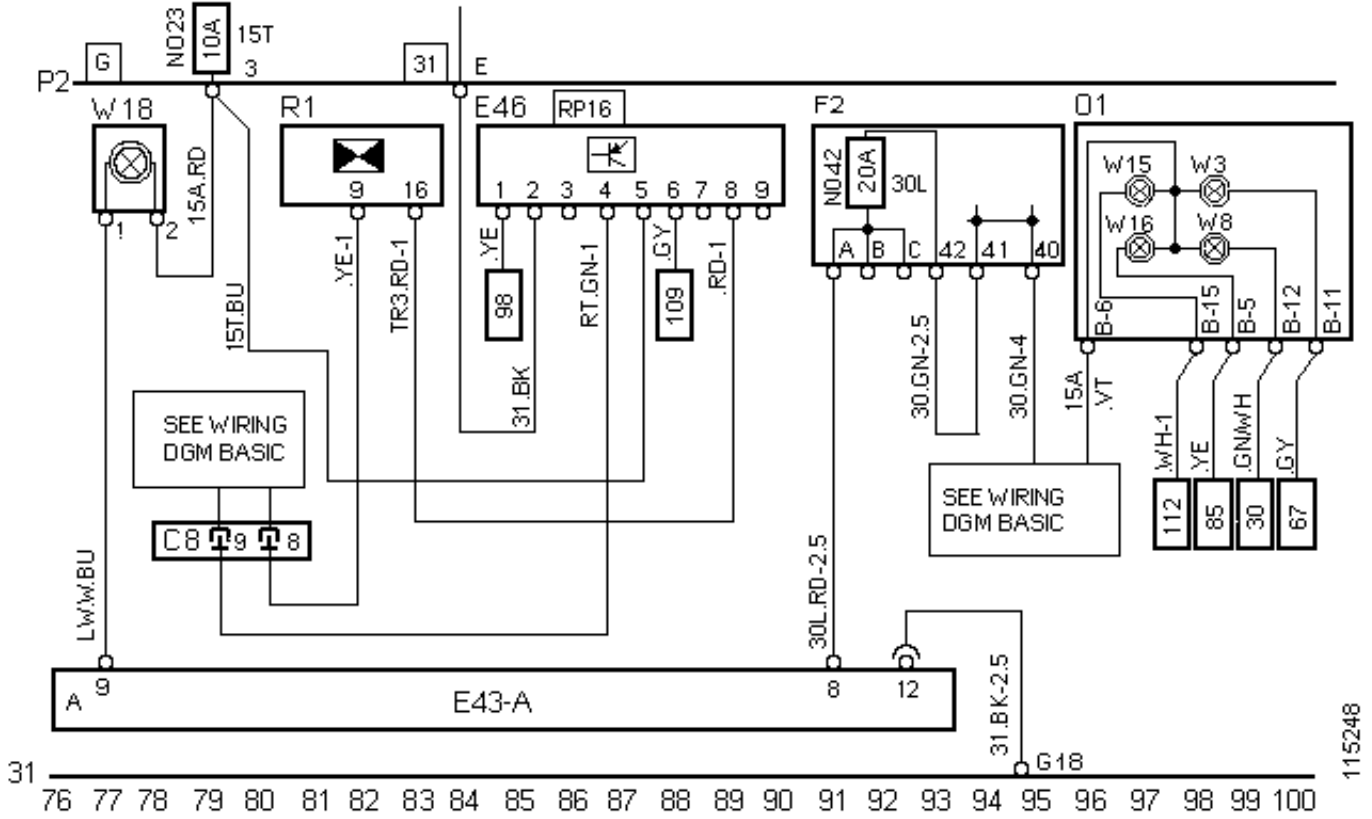 P2
G
NO23
10A
15T
3
31
E
W18
R1
E46
RP16
F2
O1
1
2
15A.RD
9
16
1 2 3 4 5 6 7 8 9
NO42
20A
30L
A B C 42 41 40
W15
W3
W16
W8
B-6
B-15
B-5
B-12
B-11
15T.BU
.YE-1
TR3.RD-1
.YE
98
31.BK
RT.GN-1
.GY
109
.RD-1
30.GN-2.5
30.GN-4
15A
.VT
.WH-1
.YE
.GN/WH
.GY
112
85
30
67
SEE WIRING
DGM BASIC
SEE WIRING
DGM BASIC
C8 9 8
LW.W.BU
30L.RD-2.5
31.BK-2.5
A
9
E43-A
8
12
G18
115248
31
76 77 78 79 80 81 82 83 84 85 86 87 88 89 90 91 92 93 94 95 96 97 98 99 100